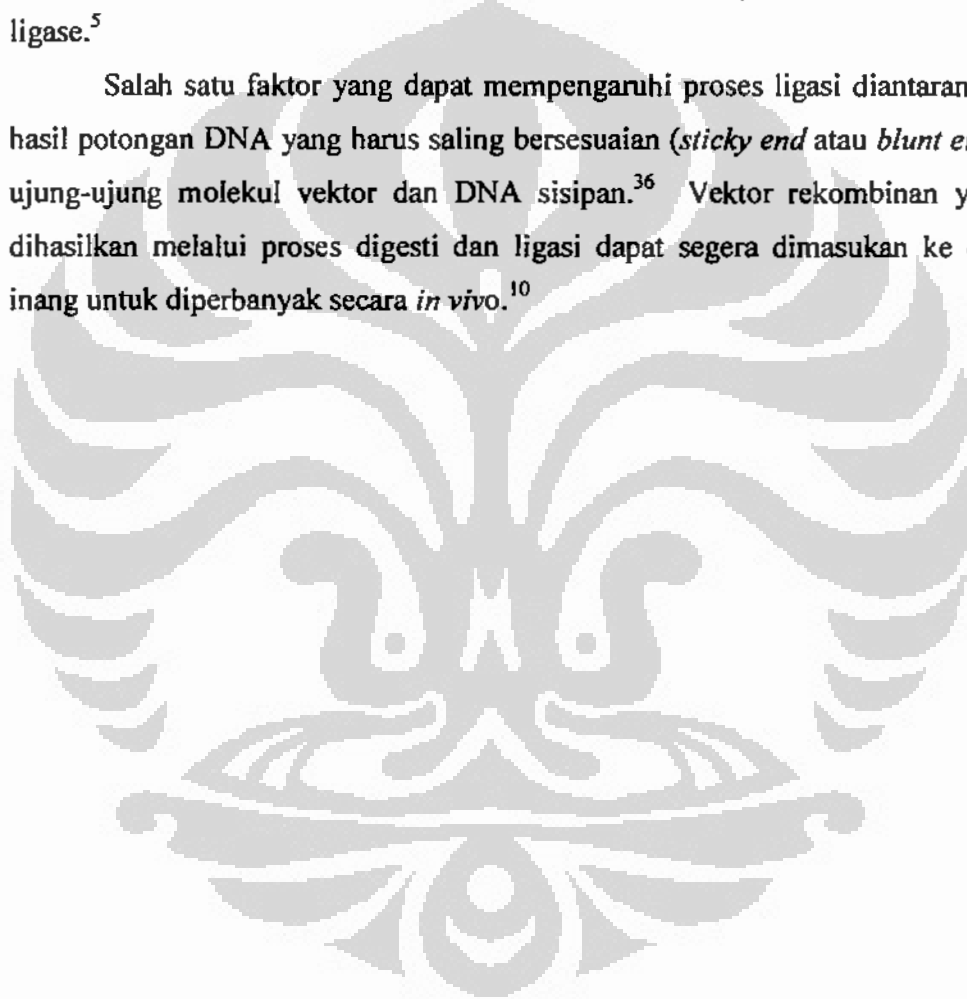 ligase.⁵
Salah satu faktor yang dapat mempengaruhi proses ligasi diantaran
hasil potongan DNA yang harus saling bersesuaian (sticky end atau blunt e
ujung-ujung molekul vektor dan DNA sisipan.³⁶ Vektor rekombinan y
dihasilkan melalui proses digesti dan ligasi dapat segera dimasukan ke
inang untuk diperbanyak secara in vivo.¹⁰